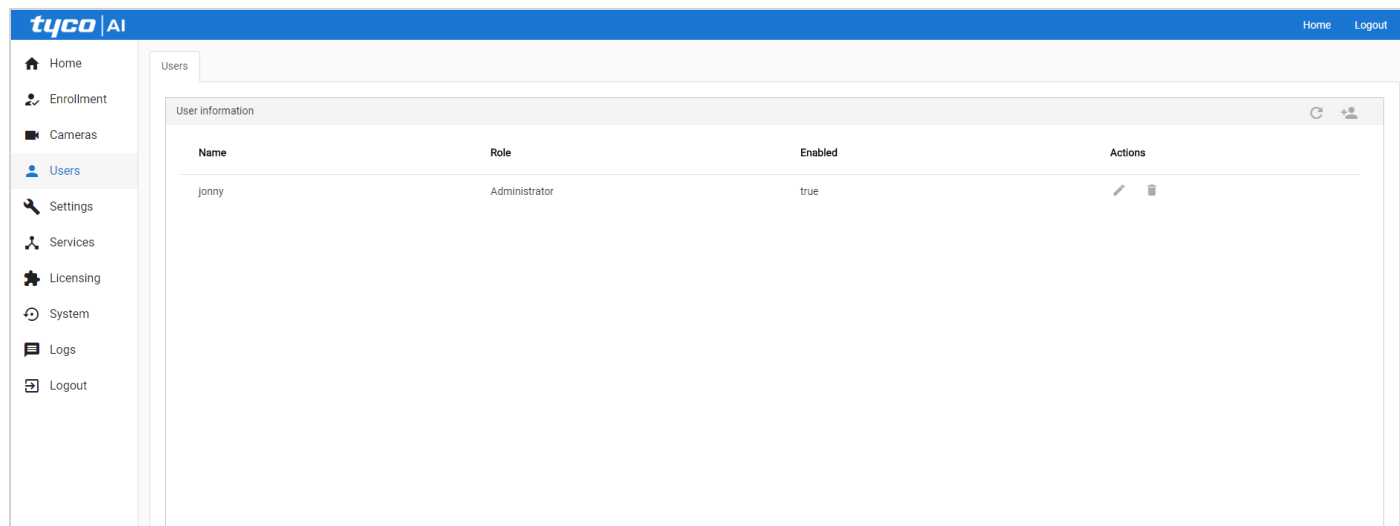 tyco AI
Home Logout
Home
Enrollment
Cameras
Users
Settings
Services
Licensing
System
Logs
Logout
Users
User information
Name Role Enabled Actions
jonny Administrator true